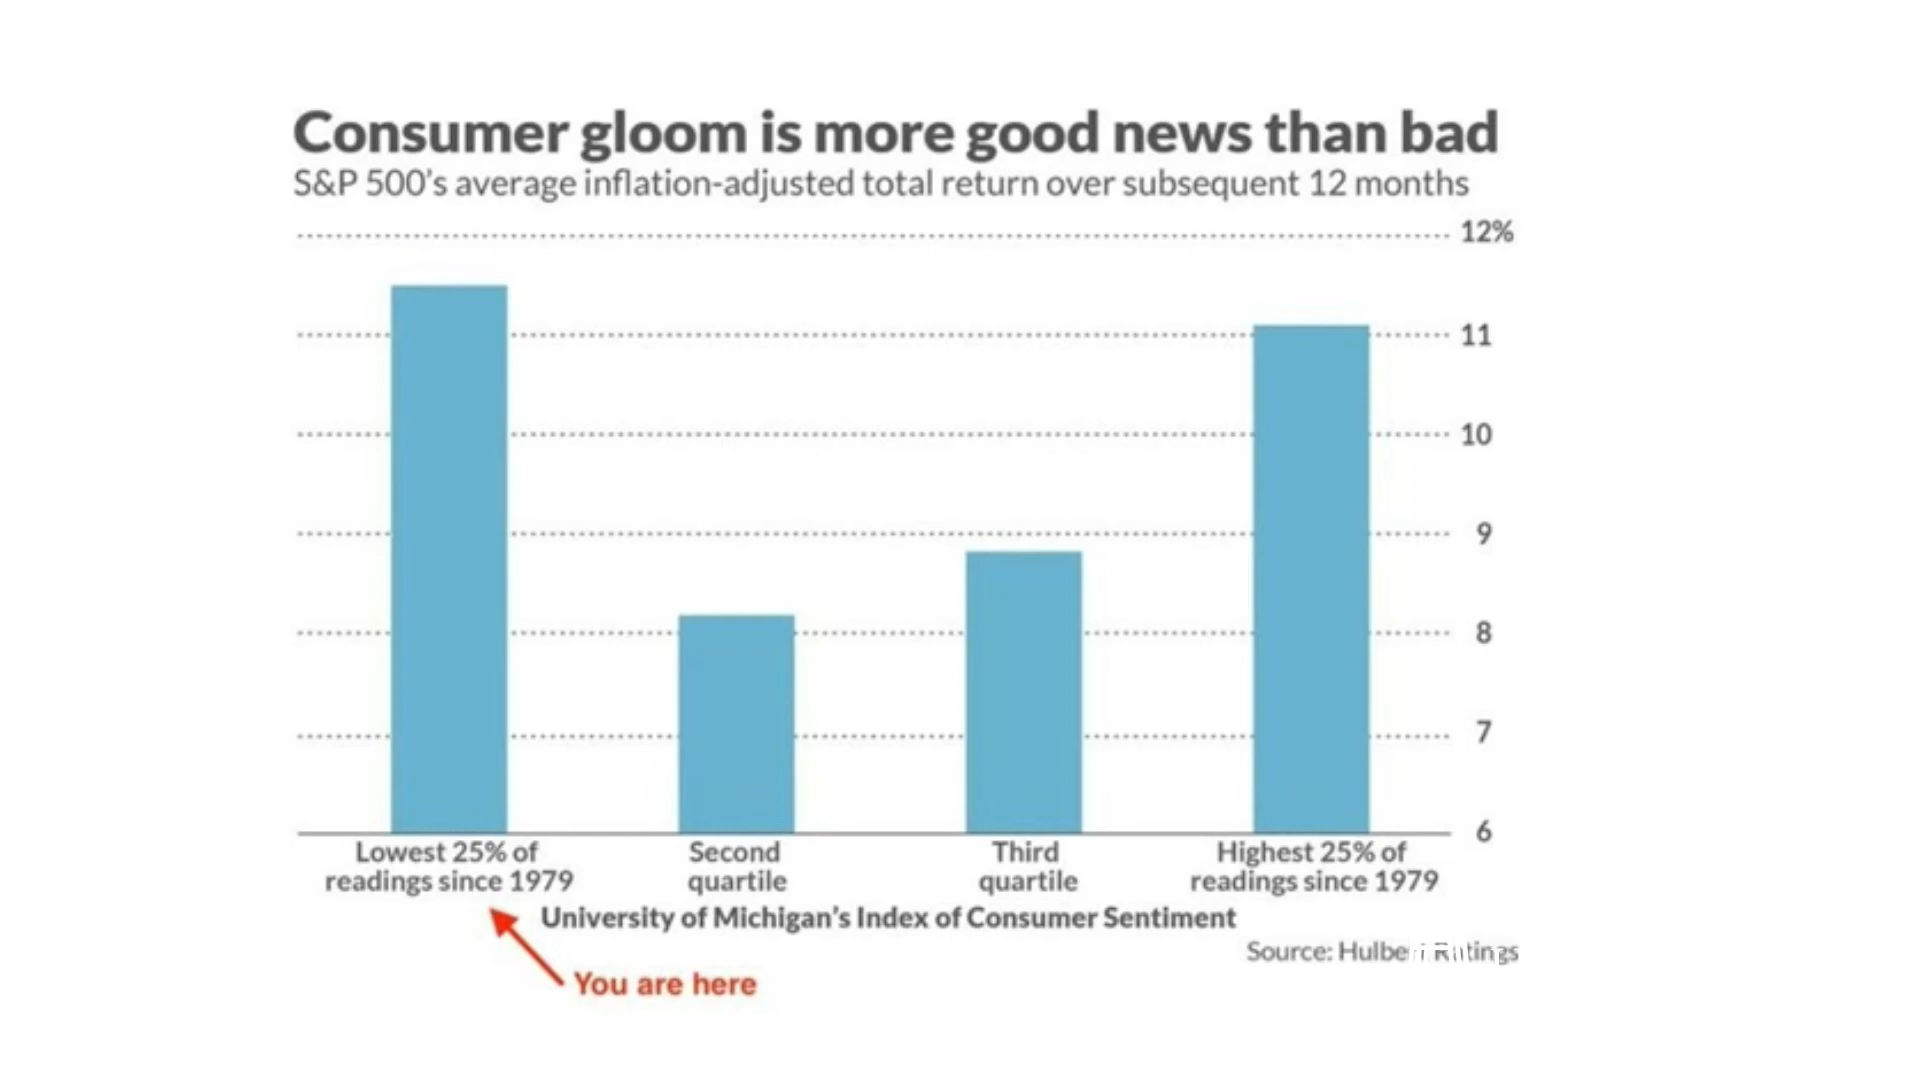 Consumer gloom is more good news than bad
S&P 500's average inflation-adjusted total return over subsequent 12 months
12%
11
10
9
8
7
6
Lowest 25% of
readings since 1979
Second
quartile
Third
quartile
Highest 25% of
readings since 1979
University of Michigan's Index of Consumer Sentiment
Source:
You are here